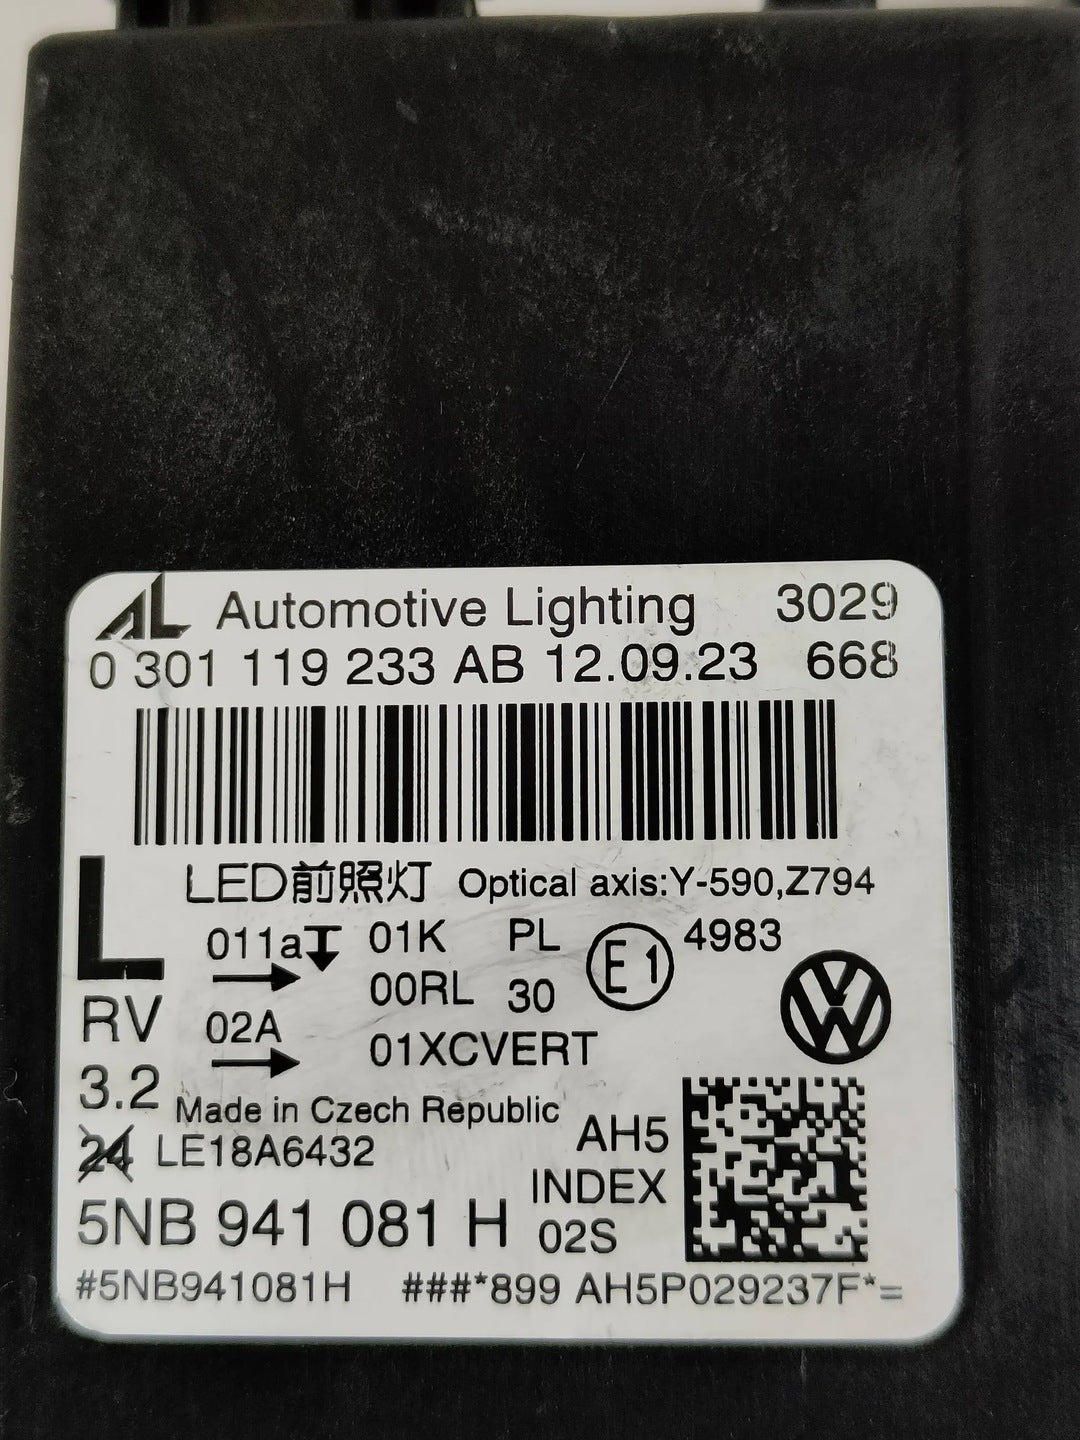 AL Automotive Lighting 3029
0 301 119 233 AB 12.09.23 668
L LED前照灯 Optical axis:Y-590,Z794
011a 01K PL E1 4983
00RL 30
RV 02A 01XCVERT
3.2 Made in Czech Republic
24 LE18A6432 AH5
5NB 941 081 H INDEX
02S
#5NB941081H ###*899 AH5P029237F*=